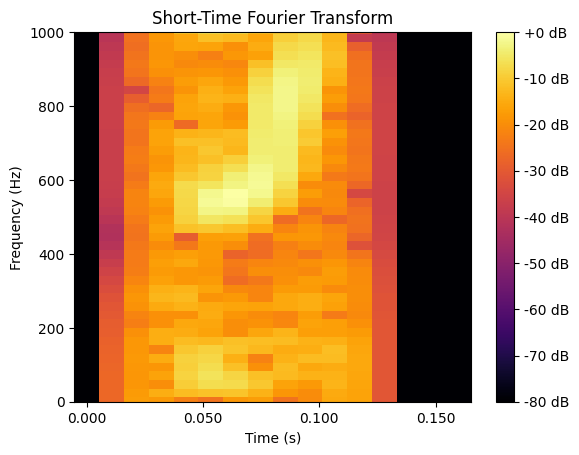 Short-Time Fourier Transform
1000
800
600
400
200
0
Frequency (Hz)
0.000
0.050
0.100
0.150
Time (s)
+0 dB
-10 dB
-20 dB
-30 dB
-40 dB
-50 dB
-60 dB
-70 dB
-80 dB